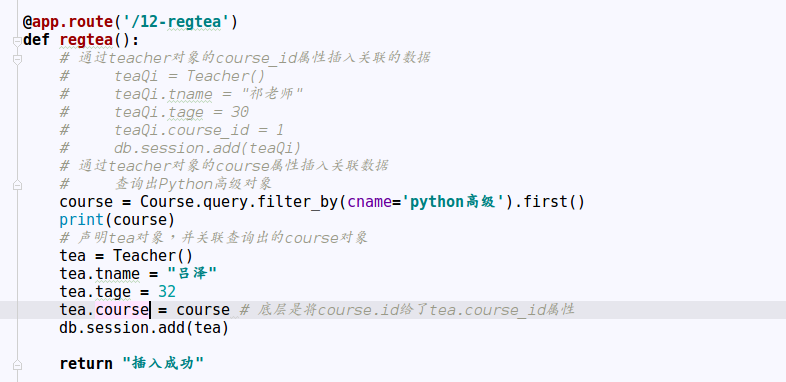 @app.route('/12-regtea')
def regtea():
    # 通过teacher对象的course_id属性插入关联的数据
    #     teaQi = Teacher()
    #     teaQi.tname = "祁老师"
    #     teaQi.tage = 30
    #     teaQi.course_id = 1
    #     db.session.add(teaQi)
    # 通过teacher对象的course属性插入关联数据
    #     查询出Python高级对象
    course = Course.query.filter_by(cname='python高级').first()
    print(course)
    # 声明tea对象，并关联查询出的course对象
    tea = Teacher()
    tea.tname = "吕泽"
    tea.tage = 32
    tea.course = course # 底层是将course.id给了tea.course_id属性
    db.session.add(tea)
    return "插入成功"